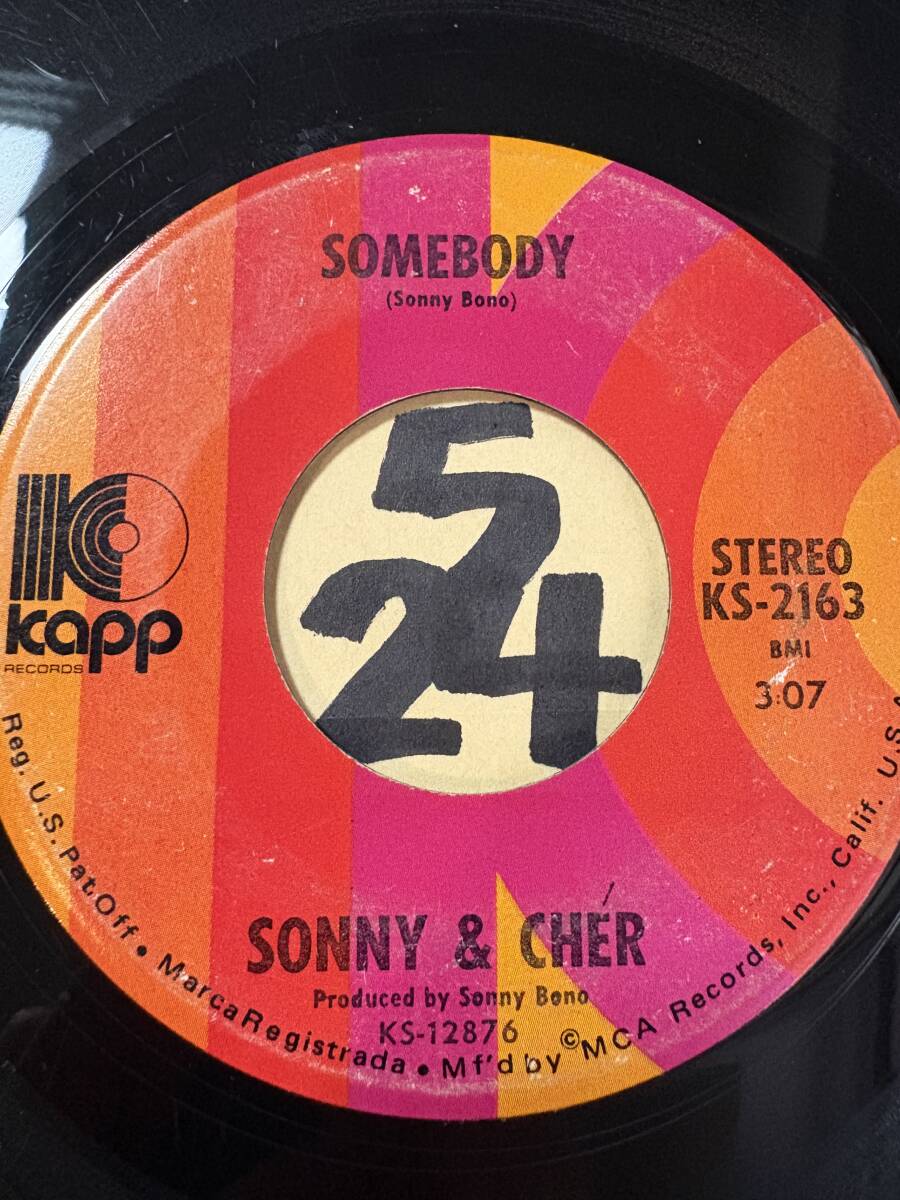 SOMEBODY
(Sonny Bono)
5
24
kapp
RECORDS
STEREO
KS-2163
BMI
3:07
SONNY & CHÉR
Produced by Sonny Bono
KS-12876
Reg. U.S. Pat. Off • Marca Registrada • Mf'd by © MCA Records, Inc., Calif. U.S.A